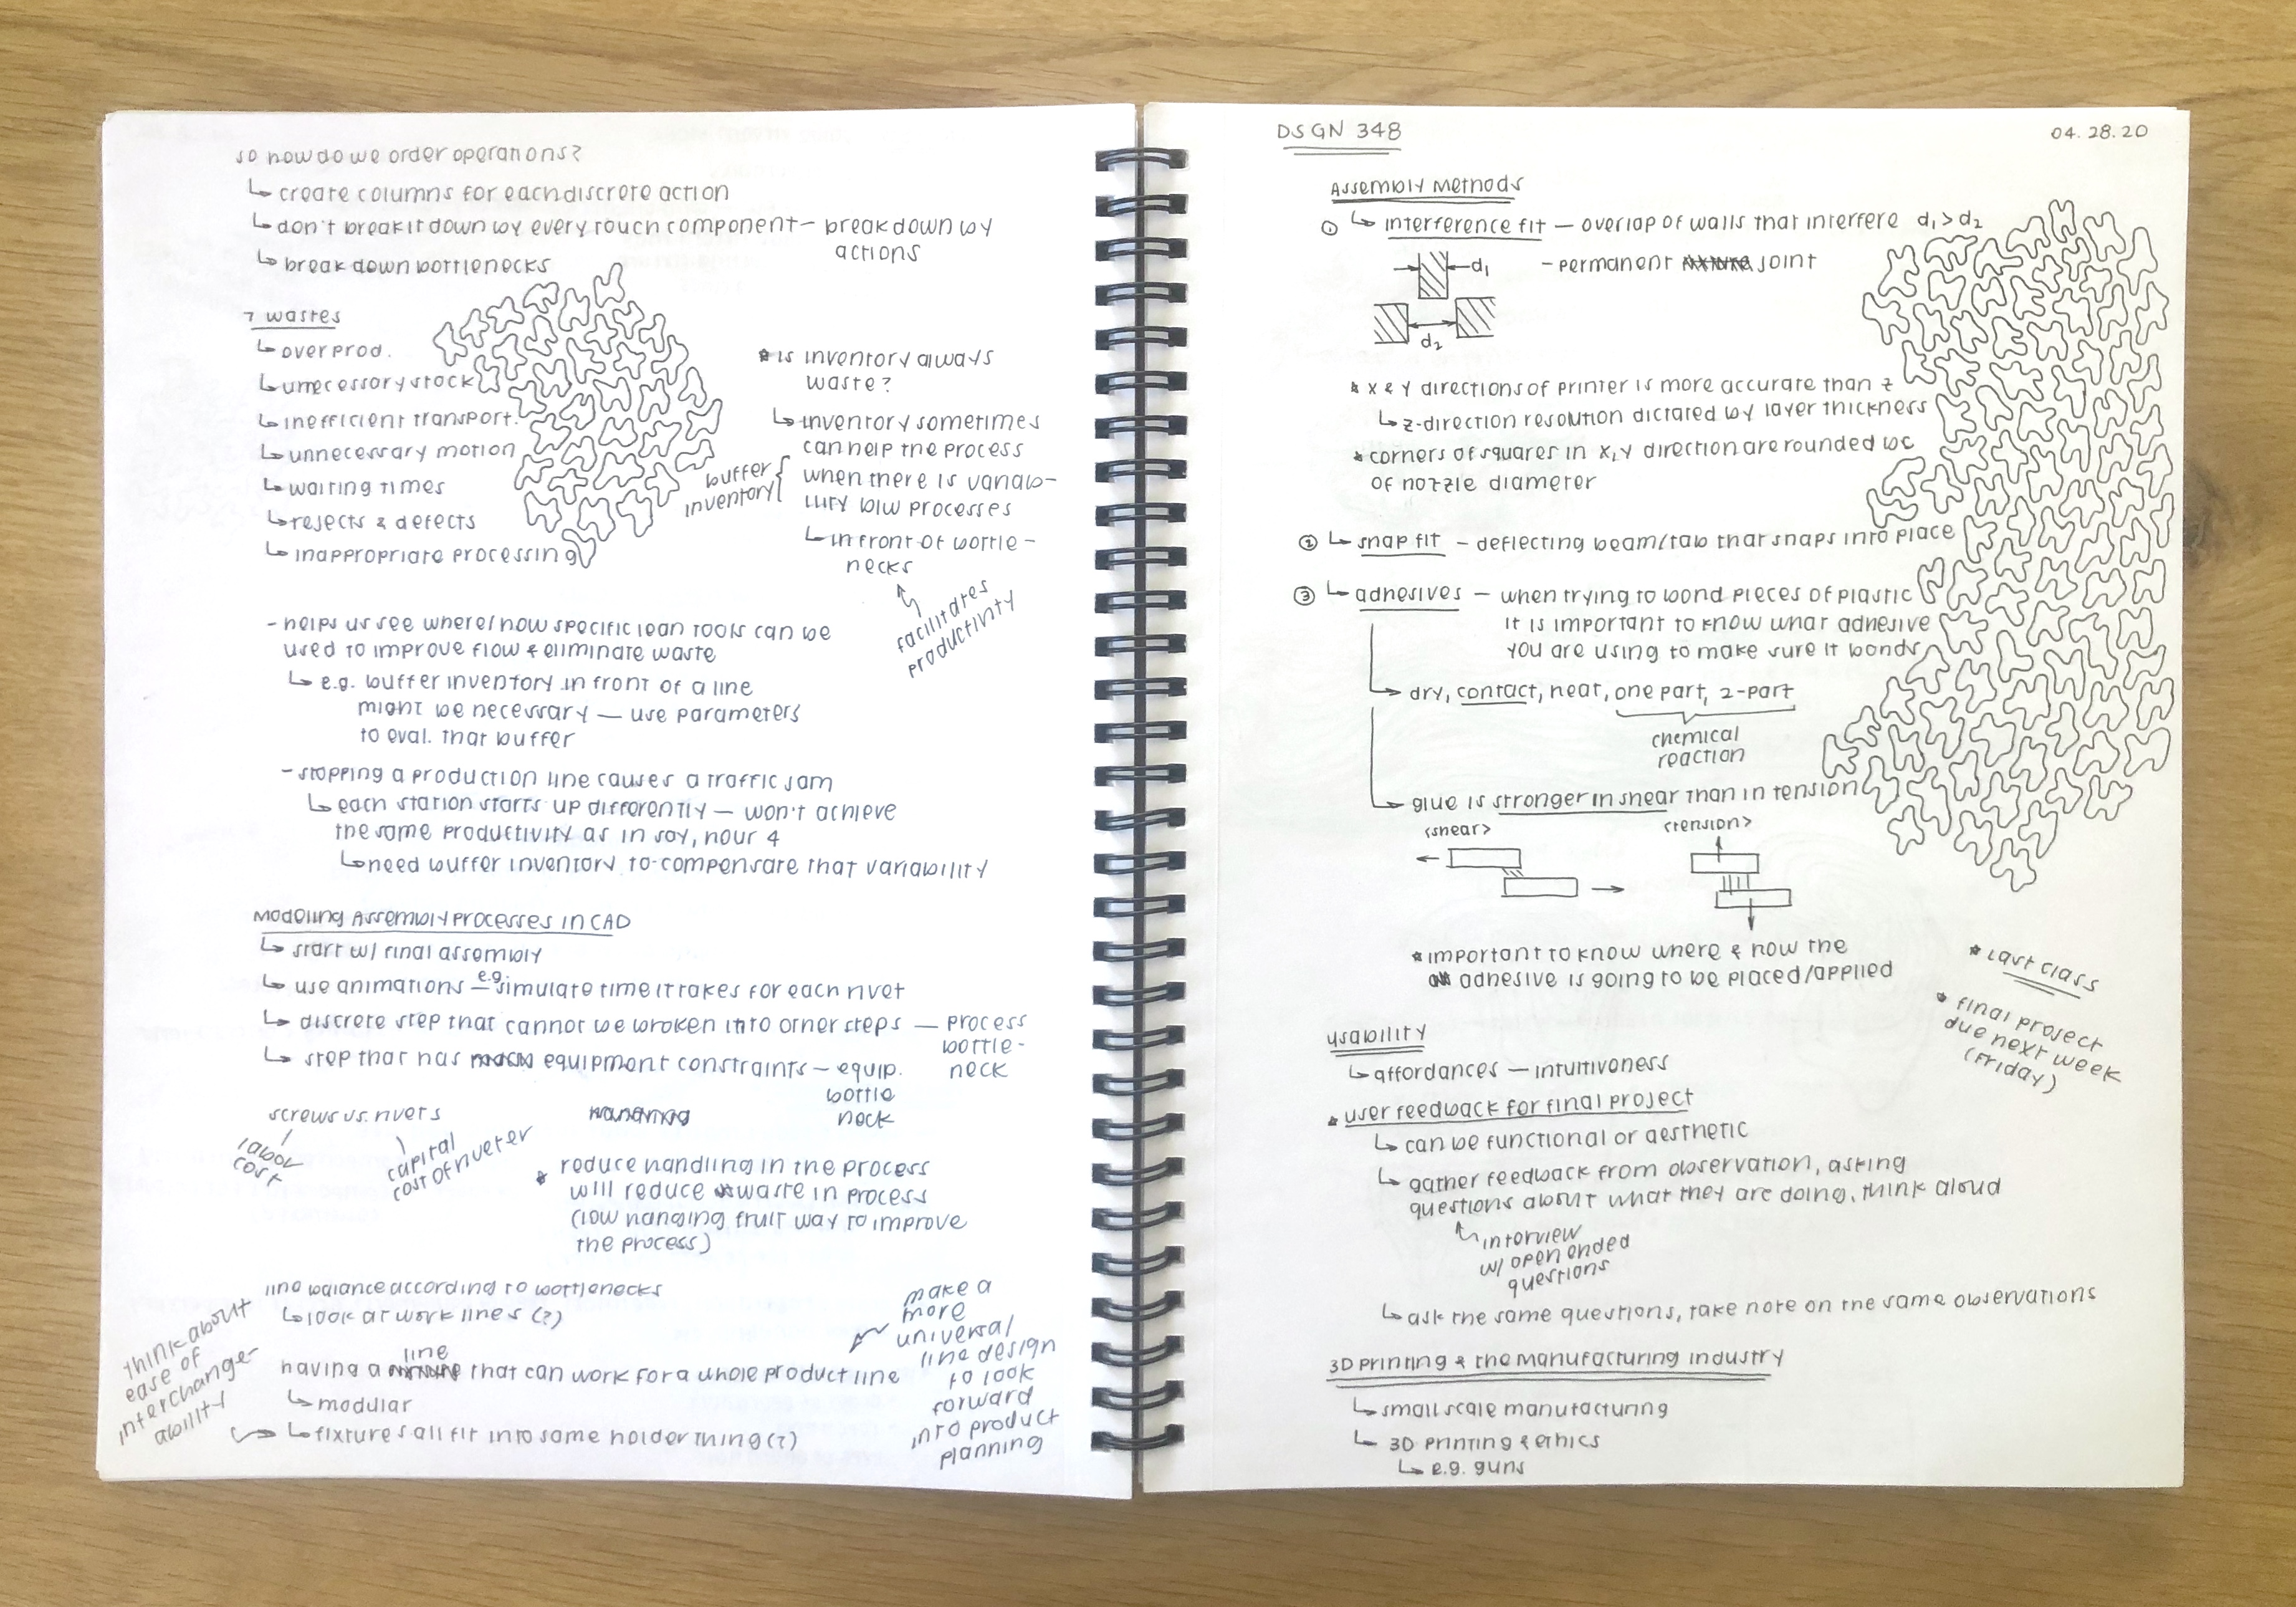 so how do we order operations?
↳ create columns for each discrete action
↳ don't break it down by every touch component – break down by
actions
↳ break down bottlenecks
7 wastes
↳ over prod.
↳ unnecessary stock
↳ inefficient transport.
↳ unnecessary motion
↳ waiting times
↳ rejects & defects
↳ inappropriate processing
* is inventory always
waste?
↳ inventory sometimes
can help the process
when there is variab-
ility b/w processes
buffer
inventory
↳ in front of bottle-
necks
facilitates
productivity
- helps us see where/how specific lean tools can be
used to improve flow & eliminate waste
↳ e.g. buffer inventory in front of a line
might be necessary – use parameters
to eval. that buffer
- stopping a production line causes a traffic jam
↳ each station starts up differently – won't achieve
the same productivity as in say, hour 4
↳ need buffer inventory to compensate that variability
Modeling Assembly Processes in CAD
↳ start w/ final assembly
↳ use animations – e.g. simulate time it takes for each rivet
↳ discrete step that cannot be broken into other steps – process
bottle-
neck
↳ step that has equipment constraints – equip.
bottle
neck
screws vs. rivets
labor
cost
capital
cost of riveter
* reduce handling in the process
will reduce waste in process
(low hanging fruit way to improve
the process)
line balance according to bottlenecks
↳ look at work lines (?)
having a line that can work for a whole product line
↳ modular
↳ fixtures all fit into same holder thing (?)
think about
ease of
interchange-
ability
make a
more
universal
line design
to look
forward
into product
planning
DSGN 348
04.28.20
Assembly Methods
① ↳ interference fit – overlap of walls that interfere d₁ > d₂
- permanent joint
d₁
d₂
* x & y directions of printer is more accurate than z
↳ z-direction resolution dictated by layer thickness
* corners of squares in x,y direction are rounded bc
of nozzle diameter
② ↳ snap fit – deflecting beam/tab that snaps into place
③ ↳ adhesives – when trying to bond pieces of plastic
it is important to know what adhesive
you are using to make sure it bonds
dry, contact, heat, one part, 2-part
chemical
reaction
glue is stronger in shear than in tension
<shear>
<tension>
* important to know where & how the
adhesive is going to be placed/applied
* last class
* final project
due next week
(Friday)
usability
↳ affordances – intuitiveness
* user feedback for final project
↳ can be functional or aesthetic
↳ gather feedback from observation, asking
questions about what they are doing, think aloud
interview
w/ open ended
questions
↳ ask the same questions, take note on the same observations
3D Printing & the Manufacturing Industry
↳ small scale manufacturing
↳ 3D printing & ethics
↳ e.g. guns